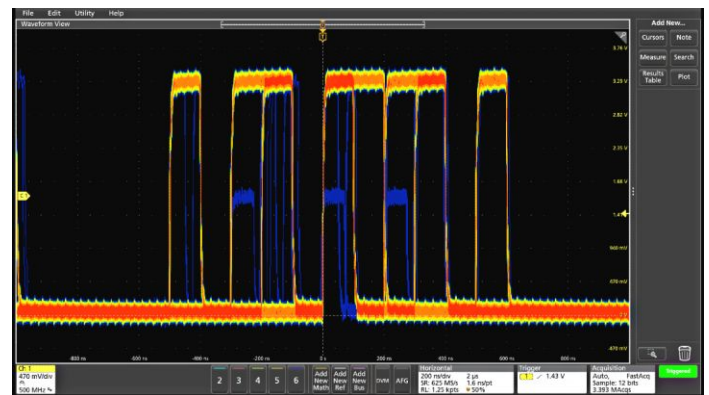 File Edit Utility Help
Waveform View
Add New...
Cursors Note
Measure Search
Results Table Plot
3.76 V
3.29 V
2.82 V
2.35 V
1.88 V
1.41
940 mV
470 mV
-470 mV
C1
-800 ns -600 ns -400 ns -200 ns 0 s 200 ns 400 ns 600 ns 800 ns
Ch 1
470 mV/div
500 MHz
2 3 4 5 6
Add New Math
Add New Ref
Add New Bus
DVM AFG
Horizontal
200 ns/div 2 µs
SR: 625 MS/s 1.6 ns/pt
RL: 1.25 kpts 50%
Trigger
1 1.43 V
Acquisition
Auto, FastAcq
Sample: 12 bits
3.393 MAcqs
Triggered